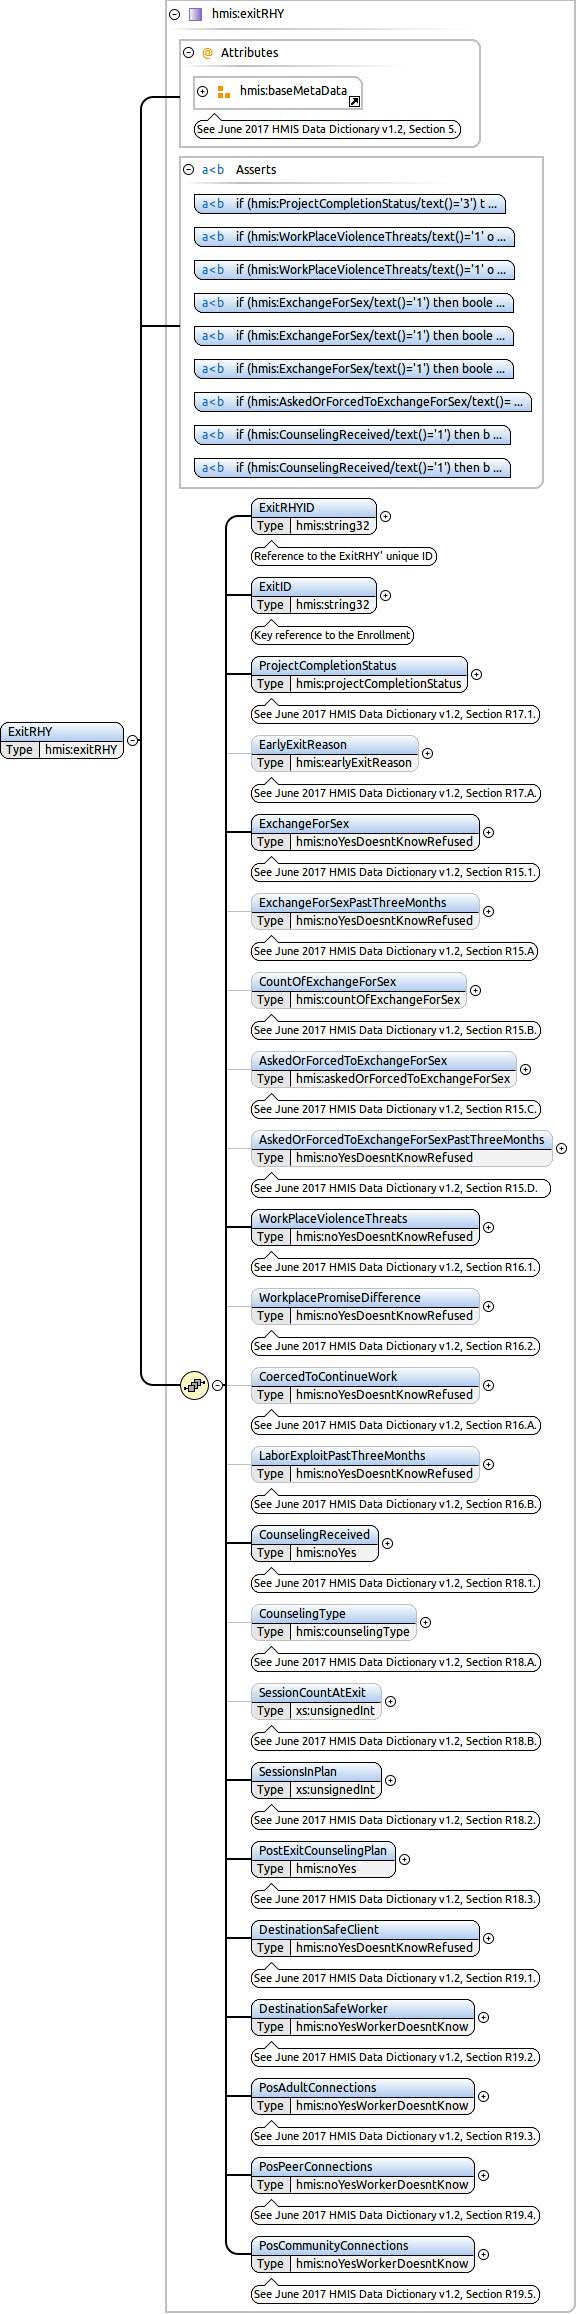 hmis:exitRHY
@ Attributes
hmis:baseMetaData
See June 2017 HMIS Data Dictionary v1.2, Section 5.
a<b Asserts
a<b if (hmis:ProjectCompletionStatus/text()='3') t ...
a<b if (hmis:WorkPlaceViolenceThreats/text()='1' o ...
a<b if (hmis:WorkPlaceViolenceThreats/text()='1' o ...
a<b if (hmis:ExchangeForSex/text()='1') then boole ...
a<b if (hmis:ExchangeForSex/text()='1') then boole ...
a<b if (hmis:ExchangeForSex/text()='1') then boole ...
a<b if (hmis:AskedOrForcedToExchangeForSex/text()= ...
a<b if (hmis:CounselingReceived/text()='1') then b ...
a<b if (hmis:CounselingReceived/text()='1') then b ...
ExitRHYID
Type hmis:string32
Reference to the ExitRHY' unique ID
ExitID
Type hmis:string32
Key reference to the Enrollment
ProjectCompletionStatus
Type hmis:projectCompletionStatus
See June 2017 HMIS Data Dictionary v1.2, Section R17.1.
ExitRHY
Type hmis:exitRHY
EarlyExitReason
Type hmis:earlyExitReason
See June 2017 HMIS Data Dictionary v1.2, Section R17.A.
ExchangeForSex
Type hmis:noYesDoesntKnowRefused
See June 2017 HMIS Data Dictionary v1.2, Section R15.1.
ExchangeForSexPastThreeMonths
Type hmis:noYesDoesntKnowRefused
See June 2017 HMIS Data Dictionary v1.2, Section R15.A
CountOfExchangeForSex
Type hmis:countOfExchangeForSex
See June 2017 HMIS Data Dictionary v1.2, Section R15.B.
AskedOrForcedToExchangeForSex
Type hmis:askedOrForcedToExchangeForSex
See June 2017 HMIS Data Dictionary v1.2, Section R15.C.
AskedOrForcedToExchangeForSexPastThreeMonths
Type hmis:noYesDoesntKnowRefused
See June 2017 HMIS Data Dictionary v1.2, Section R15.D.
WorkPlaceViolenceThreats
Type hmis:noYesDoesntKnowRefused
See June 2017 HMIS Data Dictionary v1.2, Section R16.1.
WorkplacePromiseDifference
Type hmis:noYesDoesntKnowRefused
See June 2017 HMIS Data Dictionary v1.2, Section R16.2.
CoercedToContinueWork
Type hmis:noYesDoesntKnowRefused
See June 2017 HMIS Data Dictionary v1.2, Section R16.A.
LaborExploitPastThreeMonths
Type hmis:noYesDoesntKnowRefused
See June 2017 HMIS Data Dictionary v1.2, Section R16.B.
CounselingReceived
Type hmis:noYes
See June 2017 HMIS Data Dictionary v1.2, Section R18.1.
CounselingType
Type hmis:counselingType
See June 2017 HMIS Data Dictionary v1.2, Section R18.A.
SessionCountAtExit
Type xs:unsignedInt
See June 2017 HMIS Data Dictionary v1.2, Section R18.B.
SessionsInPlan
Type xs:unsignedInt
See June 2017 HMIS Data Dictionary v1.2, Section R18.2.
PostExitCounselingPlan
Type hmis:noYes
See June 2017 HMIS Data Dictionary v1.2, Section R18.3.
DestinationSafeClient
Type hmis:noYesDoesntKnowRefused
See June 2017 HMIS Data Dictionary v1.2, Section R19.1.
DestinationSafeWorker
Type hmis:noYesWorkerDoesntKnow
See June 2017 HMIS Data Dictionary v1.2, Section R19.2.
PosAdultConnections
Type hmis:noYesWorkerDoesntKnow
See June 2017 HMIS Data Dictionary v1.2, Section R19.3.
PosPeerConnections
Type hmis:noYesWorkerDoesntKnow
See June 2017 HMIS Data Dictionary v1.2, Section R19.4.
PosCommunityConnections
Type hmis:noYesWorkerDoesntKnow
See June 2017 HMIS Data Dictionary v1.2, Section R19.5.